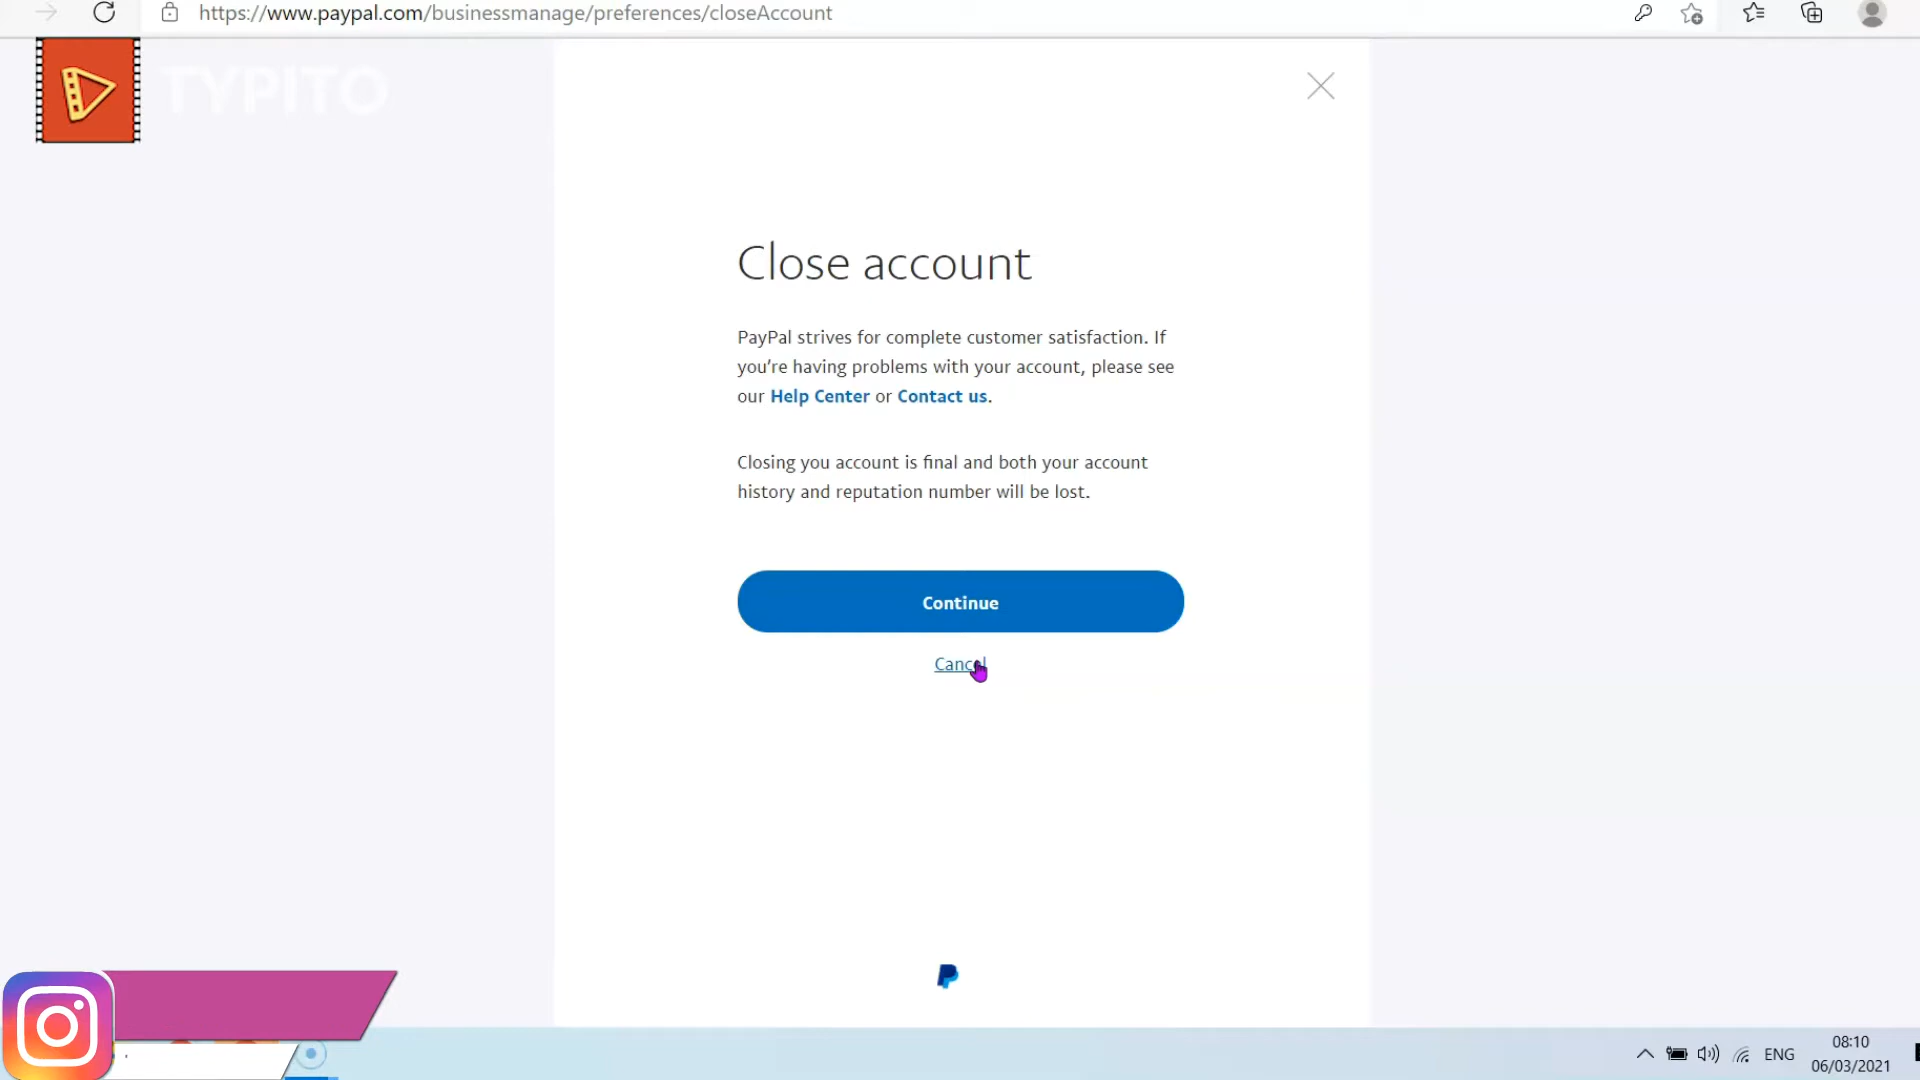 https://www.paypal.com/businessmanage/preferences/closeAccount
TYPITO
Close account
PayPal strives for complete customer satisfaction. If
you're having problems with your account, please see
our Help Center or Contact us.
Closing you account is final and both your account
history and reputation number will be lost.
Continue
Cancel
ENG
08:10
06/03/2021